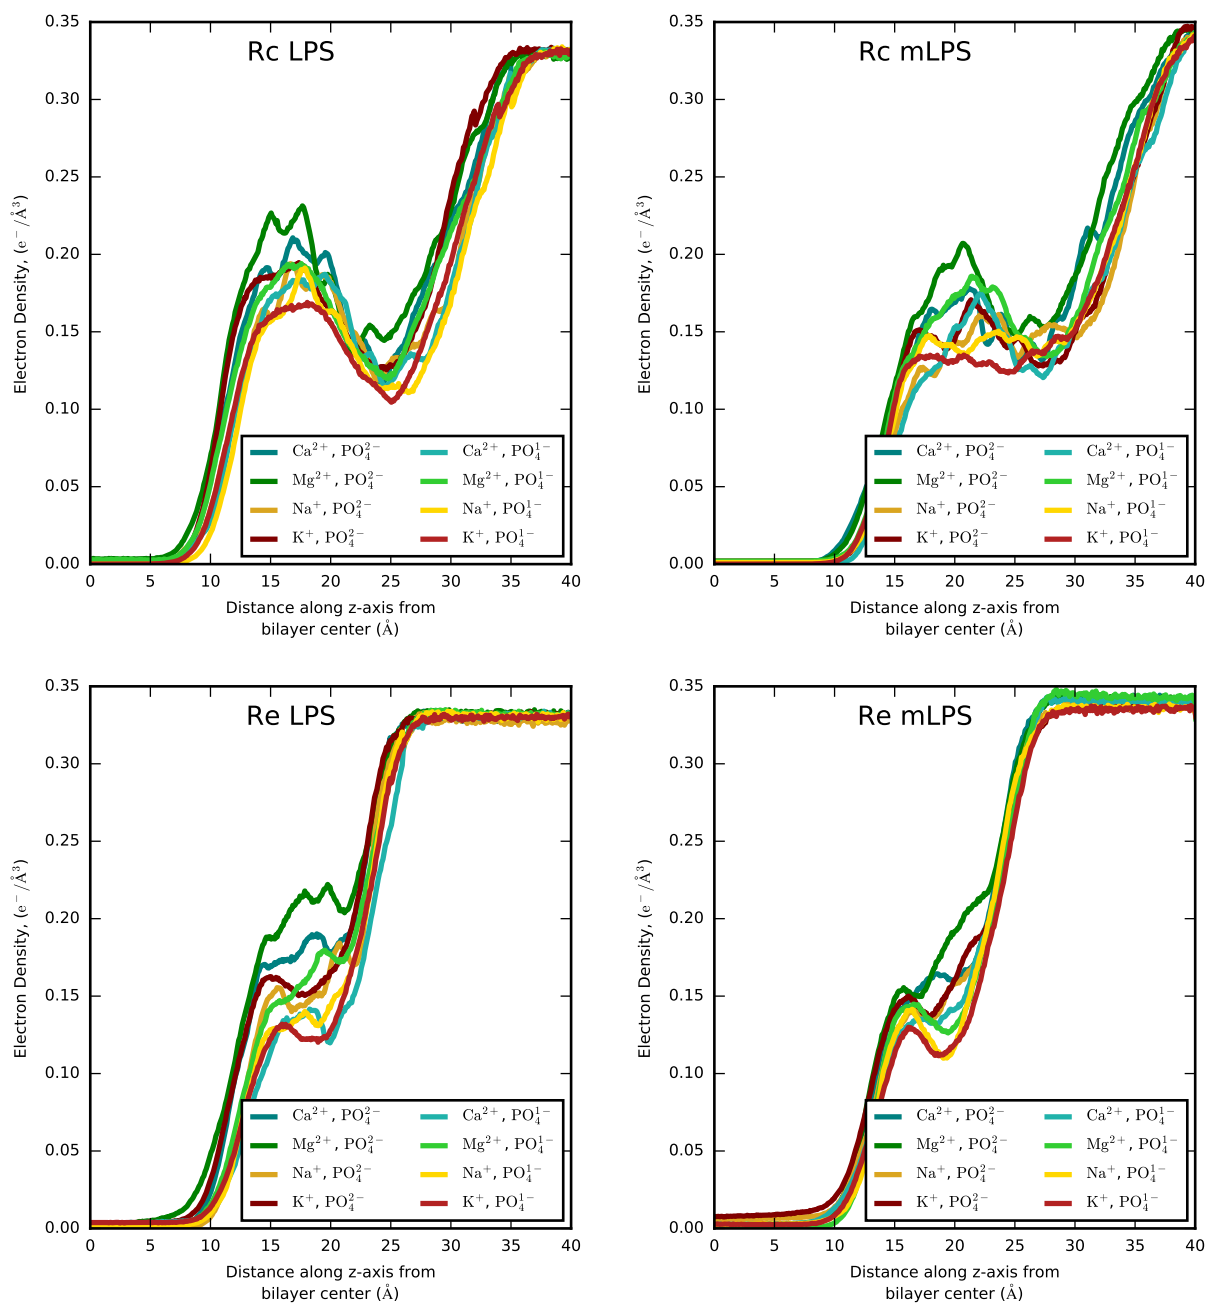 Rc LPS
0.35
0.30
0.25
0.20
0.15
0.10
0.05
0.00
Electron Density, (e⁻/Å³)
Ca²⁺, PO₄²⁻ Ca²⁺, PO₄¹⁻
Mg²⁺, PO₄²⁻ Mg²⁺, PO₄¹⁻
Na⁺, PO₄²⁻ Na⁺, PO₄¹⁻
K⁺, PO₄²⁻ K⁺, PO₄¹⁻
0 5 10 15 20 25 30 35 40
Distance along z-axis from
bilayer center (Å)
Rc mLPS
0.35
0.30
0.25
0.20
0.15
0.10
0.05
0.00
Electron Density, (e⁻/Å³)
Ca²⁺, PO₄²⁻ Ca²⁺, PO₄¹⁻
Mg²⁺, PO₄²⁻ Mg²⁺, PO₄¹⁻
Na⁺, PO₄²⁻ Na⁺, PO₄¹⁻
K⁺, PO₄²⁻ K⁺, PO₄¹⁻
0 5 10 15 20 25 30 35 40
Distance along z-axis from
bilayer center (Å)
Re LPS
0.35
0.30
0.25
0.20
0.15
0.10
0.05
0.00
Electron Density, (e⁻/Å³)
Ca²⁺, PO₄²⁻ Ca²⁺, PO₄¹⁻
Mg²⁺, PO₄²⁻ Mg²⁺, PO₄¹⁻
Na⁺, PO₄²⁻ Na⁺, PO₄¹⁻
K⁺, PO₄²⁻ K⁺, PO₄¹⁻
0 5 10 15 20 25 30 35 40
Distance along z-axis from
bilayer center (Å)
Re mLPS
0.35
0.30
0.25
0.20
0.15
0.10
0.05
0.00
Electron Density, (e⁻/Å³)
Ca²⁺, PO₄²⁻ Ca²⁺, PO₄¹⁻
Mg²⁺, PO₄²⁻ Mg²⁺, PO₄¹⁻
Na⁺, PO₄²⁻ Na⁺, PO₄¹⁻
K⁺, PO₄²⁻ K⁺, PO₄¹⁻
0 5 10 15 20 25 30 35 40
Distance along z-axis from
bilayer center (Å)